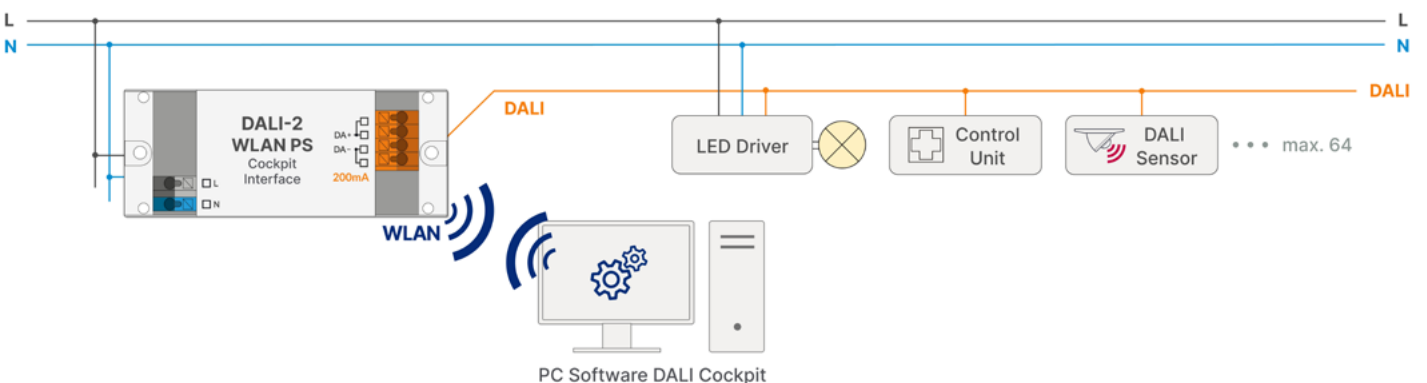 L
L
N
N
DALI
DALI
DALI-2
WLAN PS
Cockpit
Interface
DA+
DA-
200mA
L
N
LED Driver
Control
Unit
DALI
Sensor
max. 64
WLAN
PC Software DALI Cockpit